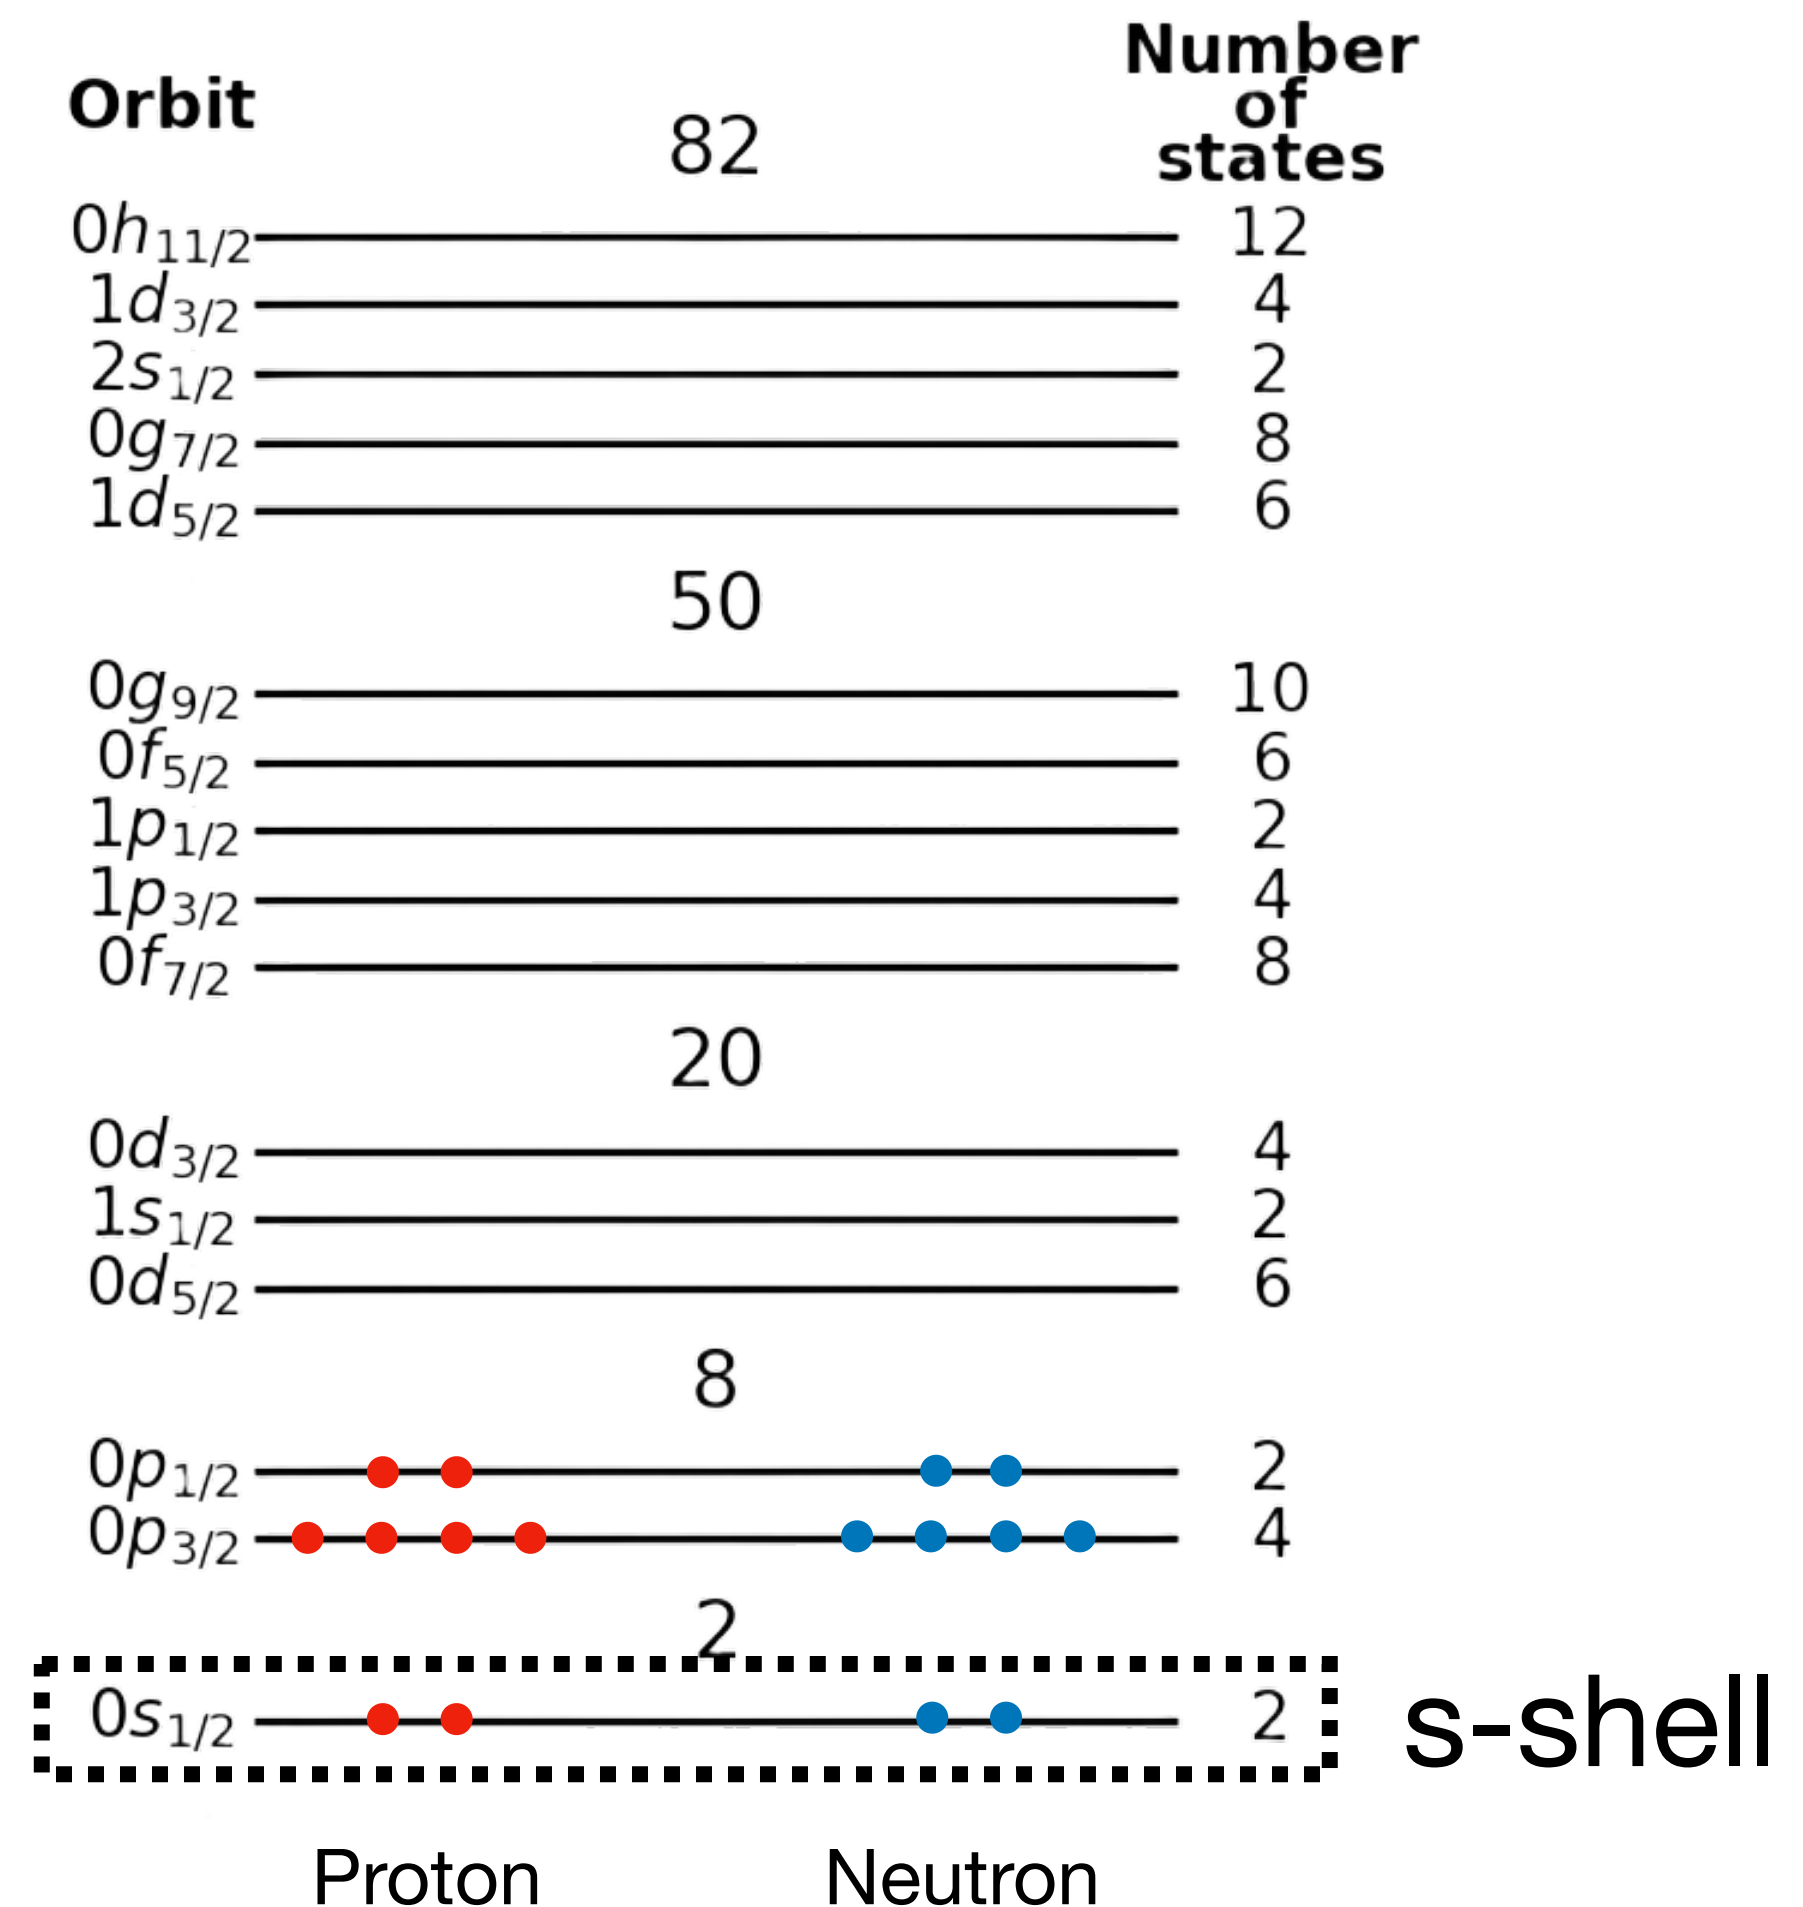 Number
of
states
Orbit
82
0h11/2 12
1d3/2 4
2s1/2 2
0g7/2 8
1d5/2 6
50
0g9/2 10
0f5/2 6
1p1/2 2
1p3/2 4
0f7/2 8
20
0d3/2 4
1s1/2 2
0d5/2 6
8
0p1/2 2
0p3/2 4
2
0s1/2 2 s-shell
Proton Neutron